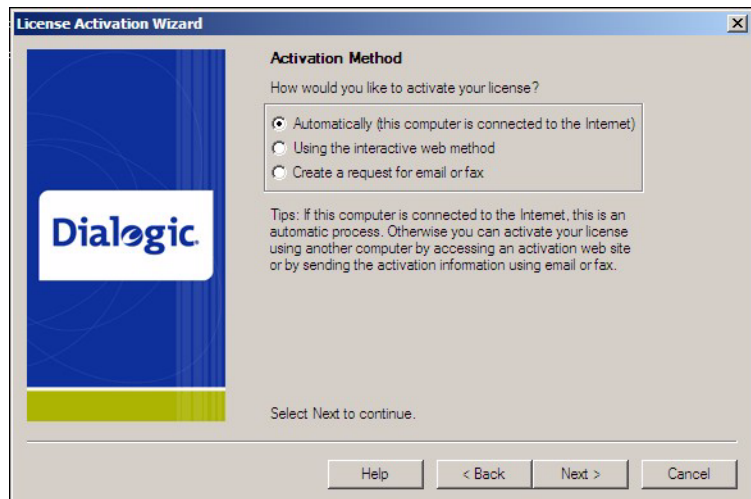 License Activation Wizard
Activation Method
How would you like to activate your license?
Automatically (this computer is connected to the Internet)
Using the interactive web method
Create a request for email or fax
Dialogic.
Tips: If this computer is connected to the Internet, this is an
automatic process. Otherwise you can activate your license
using another computer by accessing an activation web site
or by sending the activation information using email or fax.
Select Next to continue.
Help
< Back
Next >
Cancel